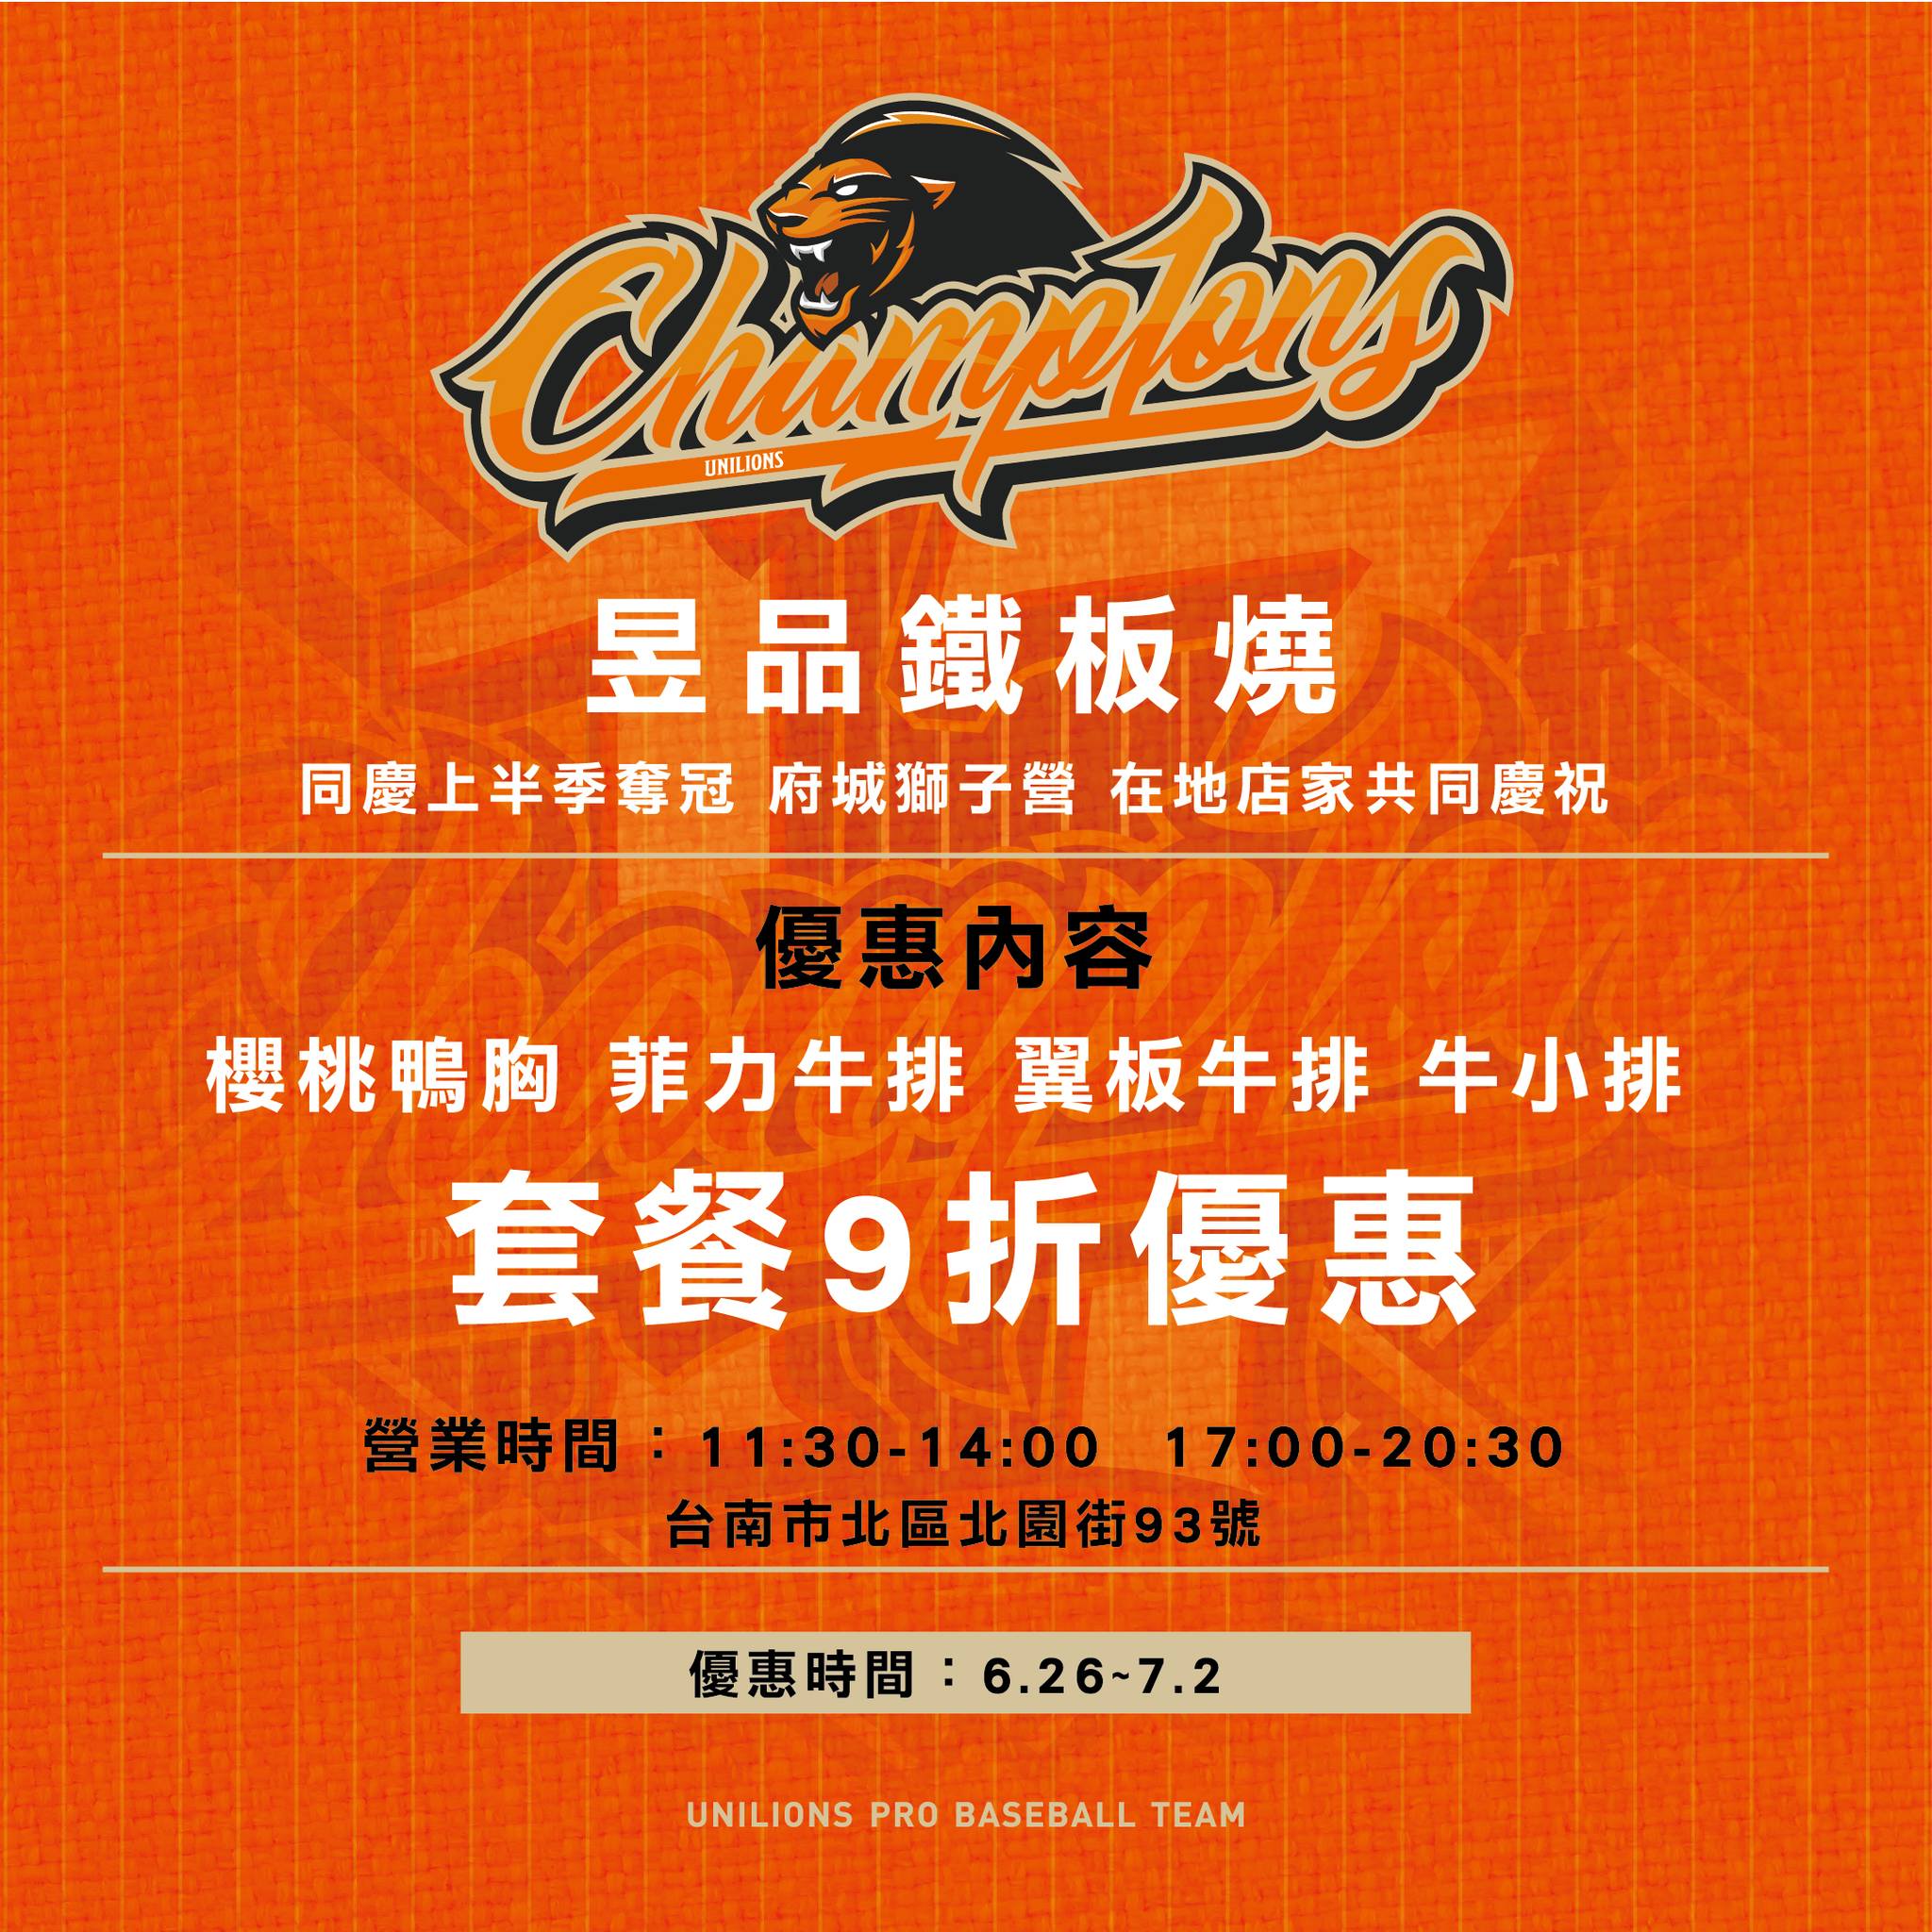 Champ1ons
UNILIONS
昱品鐵板燒
同慶上半季奪冠 府城獅子營 在地店家共同慶祝
優惠內容
櫻桃鴨胸 菲力牛排 翼板牛排 牛小排
套餐9折優惠
營業時間：11:30-14:00 17:00-20:30
台南市北區北園街93號
優惠時間：6.26~7.2
UNILIONS PRO BASEBALL TEAM